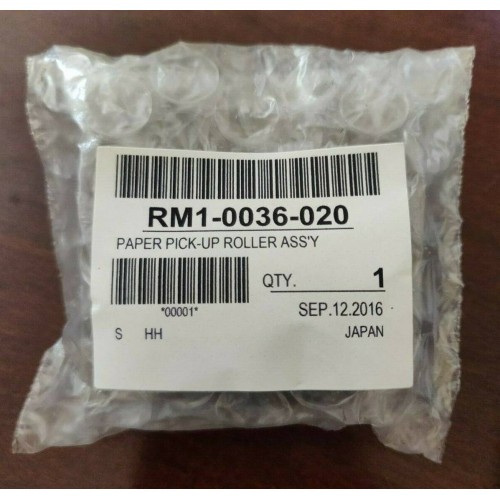 RM1-0036-020
PAPER PICK-UP ROLLER ASS'Y
QTY. 1
*00001*
SEP.12.2016
S HH
JAPAN